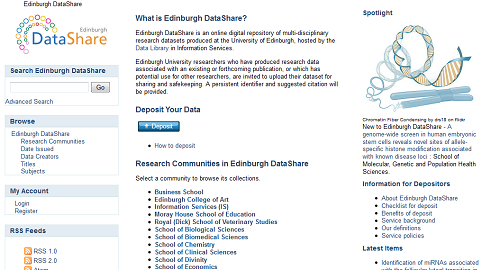 Edinburgh DataShare
Edinburgh
DataShare
Search Edinburgh DataShare
Go
Advanced Search
Browse
Edinburgh DataShare
Research Communities
Date Issued
Data Creators
Titles
Subjects
My Account
Login
Register
RSS Feeds
RSS 1.0
RSS 2.0
Atom
What is Edinburgh DataShare?
Edinburgh DataShare is an online digital repository of multi-disciplinary
research datasets produced at the University of Edinburgh, hosted by the
Data Library in Information Services.
Edinburgh University researchers who have produced research data
associated with an existing or forthcoming publication, or which has
potential use for other researchers, are invited to upload their dataset for
sharing and safekeeping. A persistent identifier and suggested citation will
be provided.
Deposit Your Data
Deposit
How to deposit
Research Communities in Edinburgh DataShare
Select a community to browse its collections.
Business School
Edinburgh College of Art
Information Services (IS)
Moray House School of Education
Royal (Dick) School of Veterinary Studies
School of Biological Sciences
School of Biomedical Sciences
School of Chemistry
School of Clinical Sciences
School of Divinity
School of Economics
Spotlight
Chromatin Fiber Condensing by
on Flickr
New to Edinburgh DataShare - A
genome-wide screen in human embryonic
stem cells reveals novel sites of allele-
specific histone modification associated
with known disease loci : School of
Molecular, Genetic and Population Health
Sciences.
Information for Depositors
About Edinburgh DataShare
Checklist for deposit
Benefits of deposit
Service background
Our definitions
Service policies
Latest Items
Identification of miRNAs associated